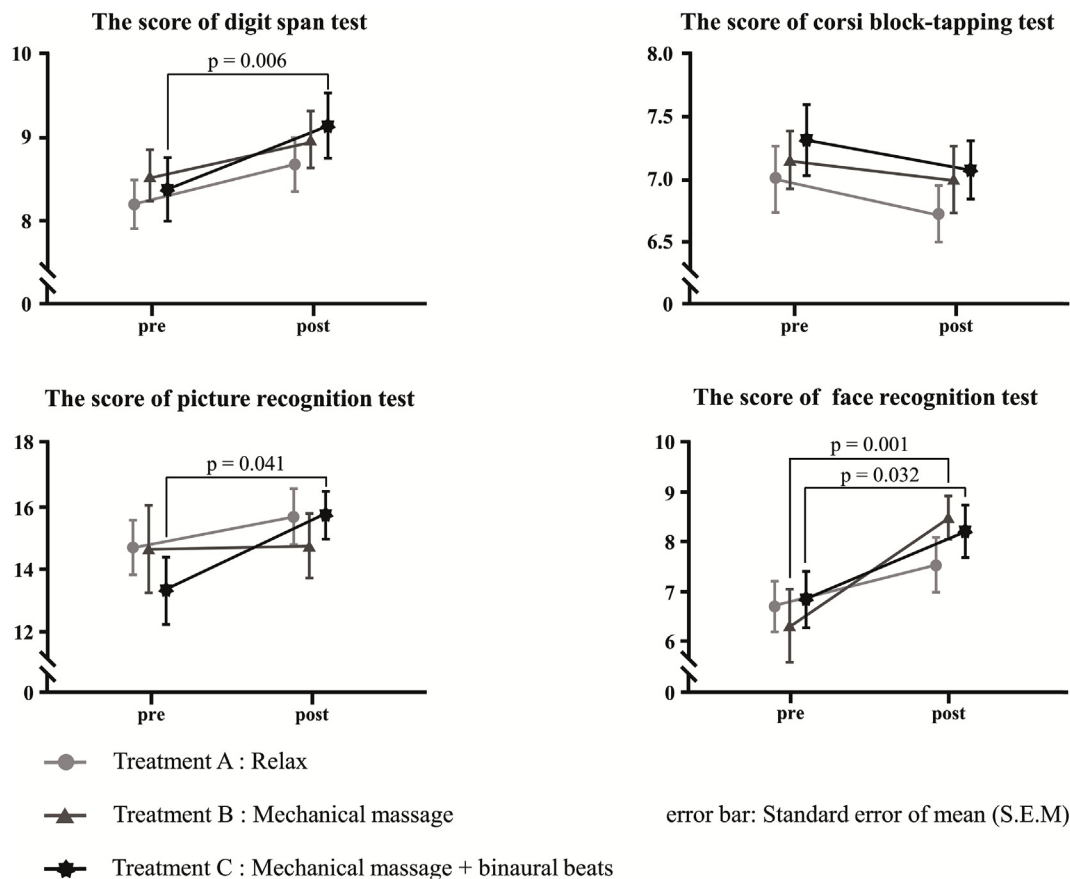 The score of digit span test
10
9
8
0
p = 0.006
pre
post
The score of corsi block-tapping test
8.0
7.5
7.0
6.5
0
pre
post
The score of picture recognition test
18
16
14
12
0
p = 0.041
pre
post
The score of face recognition test
10
9
8
7
6
0
p = 0.001
p = 0.032
pre
post
Treatment A : Relax
Treatment B : Mechanical massage
Treatment C : Mechanical massage + binaural beats
error bar: Standard error of mean (S.E.M)